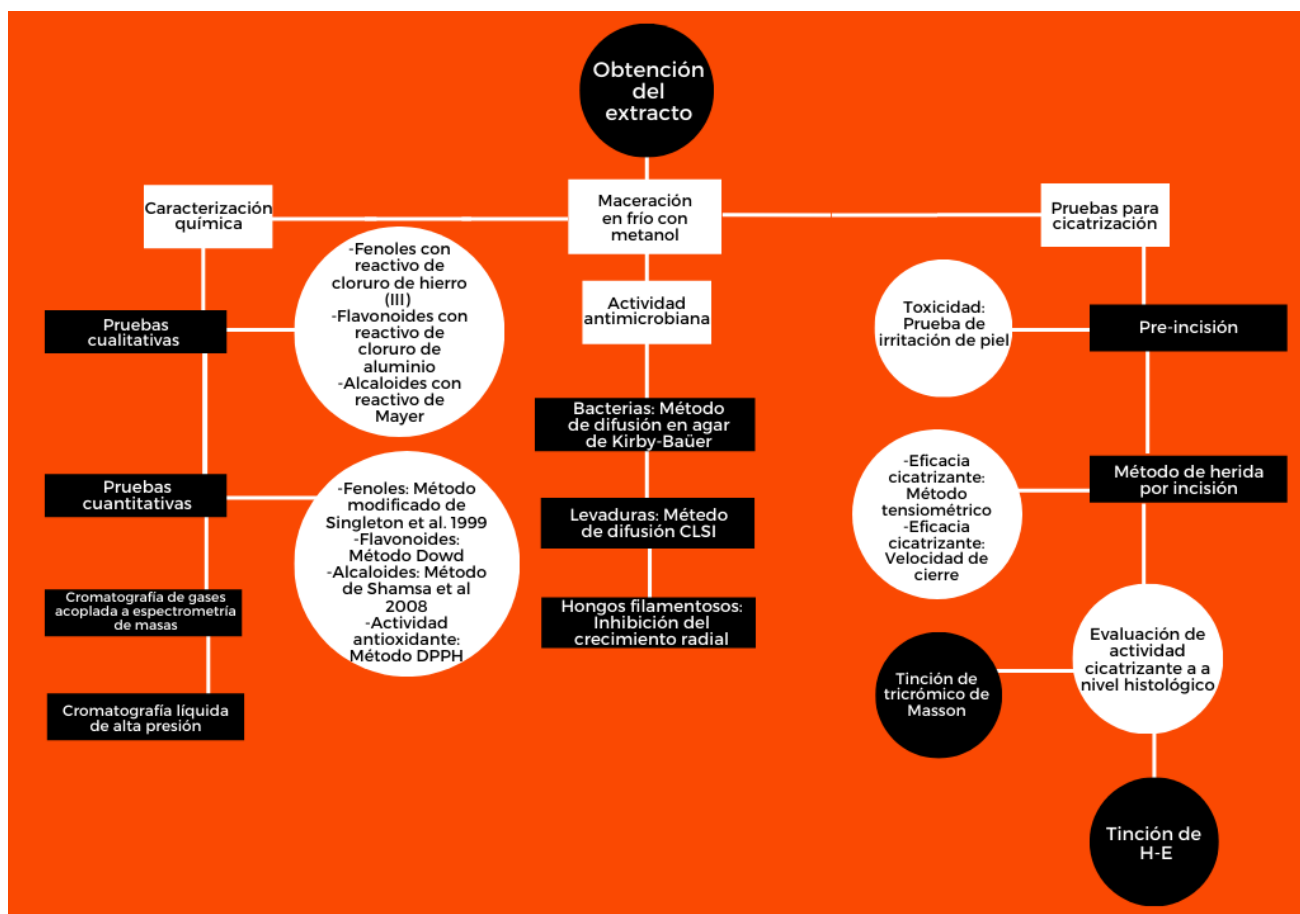 Obtención
del
extracto
Maceración
en frío con
metanol
Caracterización
química
Pruebas
cualitativas
-Fenoles con
reactivo de
cloruro de hierro
(III)
-Flavonoides con
reactivo de
cloruro de
aluminio
-Alcaloides con
reactivo de
Mayer
Pruebas
cuantitativas
-Fenoles: Método
modificado de
Singleton et al. 1999
-Flavonoides:
Método Dowd
-Alcaloides: Método
de Shamsa et al
2008
-Actividad
antioxidante:
Método DPPH
Cromatografía de gases
acoplada a espectrometría
de masas
Cromatografía líquida
de alta presión
Actividad
antimicrobiana
Bacterias: Método
de difusión en agar
de Kirby-Baüer
Levaduras: Métedo
de difusión CLSI
Hongos filamentosos:
Inhibición del
crecimiento radial
Pruebas para
cicatrización
Toxicidad:
Prueba de
irritación de piel
Pre-incisión
-Eficacia
cicatrizante:
Método
tensiométrico
-Eficacia
cicatrizante:
Velocidad de
cierre
Método de herida
por incisión
Evaluación de
actividad
cicatrizante a a
nivel histológico
Tinción de
tricrómico de
Masson
Tinción de
H-E